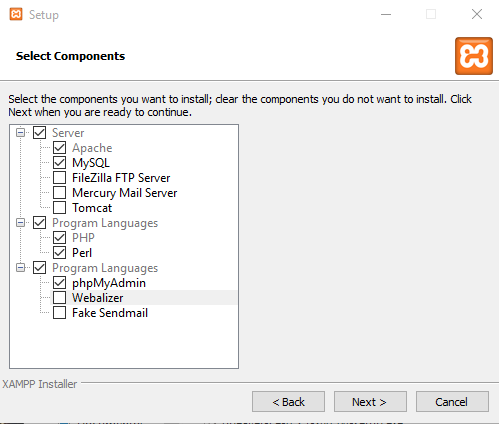 Setup
Select Components
Select the components you want to install; clear the components you do not want to install. Click
Next when you are ready to continue.
Server
Apache
MySQL
FileZilla FTP Server
Mercury Mail Server
Tomcat
Program Languages
PHP
Perl
Program Languages
phpMyAdmin
Webalizer
Fake Sendmail
XAMPP Installer
< Back
Next >
Cancel